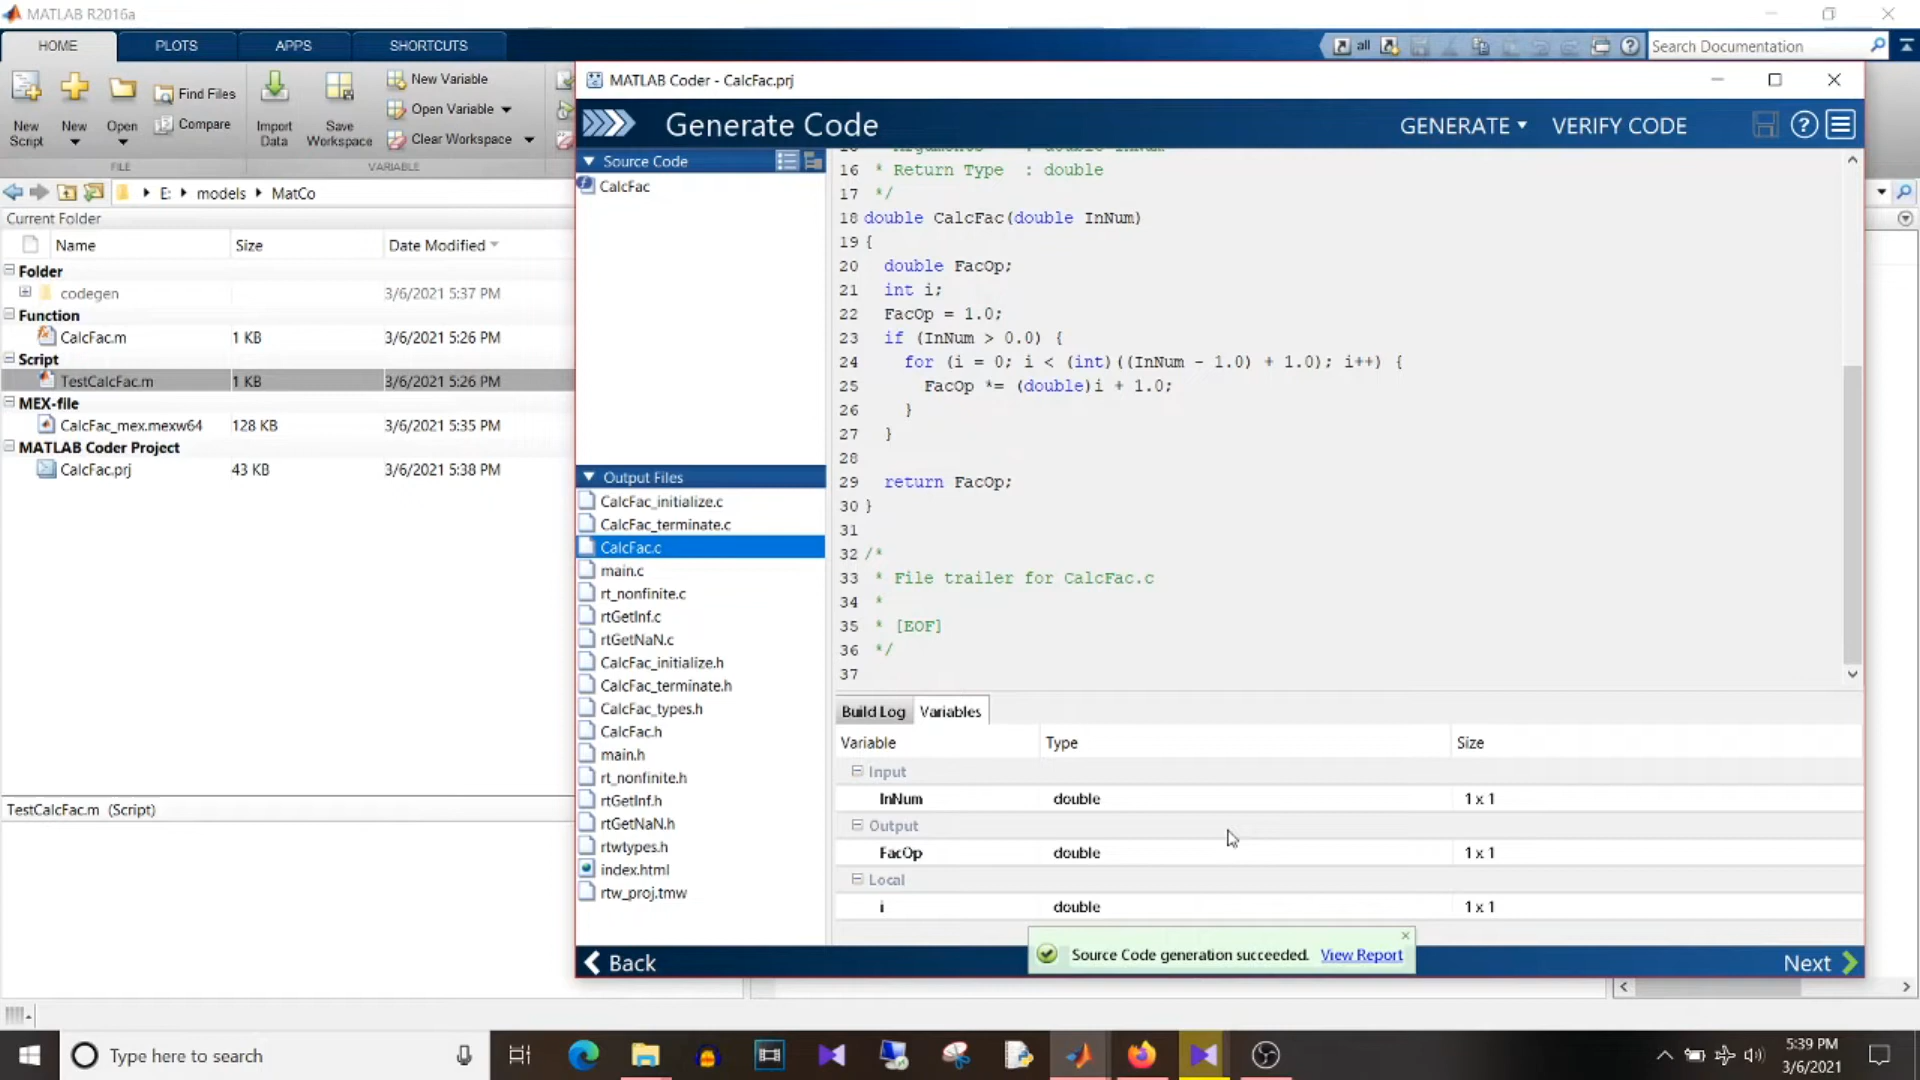 MATLAB R2016a
HOME PLOTS APPS SHORTCUTS
all
Search Documentation
New Script
New
Open
Find Files
Compare
Import Data
Save Workspace
New Variable
Open Variable
Clear Workspace
FILE
VARIABLE
E: models MatCo
Current Folder
Name Size Date Modified
Folder
codegen 3/6/2021 5:37 PM
Function
CalcFac.m 1 KB 3/6/2021 5:26 PM
Script
TestCalcFac.m 1 KB 3/6/2021 5:26 PM
MEX-file
CalcFac_mex.mexw64 128 KB 3/6/2021 5:35 PM
MATLAB Coder Project
CalcFac.prj 43 KB 3/6/2021 5:38 PM
TestCalcFac.m (Script)
MATLAB Coder - CalcFac.prj
Generate Code
GENERATE VERIFY CODE
Source Code
CalcFac
Output Files
CalcFac_initialize.c
CalcFac_terminate.c
CalcFac.c
main.c
rt_nonfinite.c
rtGetInf.c
rtGetNaN.c
CalcFac_initialize.h
CalcFac_terminate.h
CalcFac_types.h
CalcFac.h
main.h
rt_nonfinite.h
rtGetInf.h
rtGetNaN.h
rtwtypes.h
index.html
rtw_proj.tmw
16 * Return Type : double
17 */
18 double CalcFac(double InNum)
19 {
20 double FacOp;
21 int i;
22 FacOp = 1.0;
23 if (InNum > 0.0) {
24 for (i = 0; i < (int)((InNum - 1.0) + 1.0); i++) {
25 FacOp *= (double)i + 1.0;
26 }
27 }
28
29 return FacOp;
30 }
31
32 /*
33 * File trailer for CalcFac.c
34 *
35 * [EOF]
36 */
37
Build Log Variables
Variable Type Size
Input
InNum double 1 x 1
Output
FacOp double 1 x 1
Local
i double 1 x 1
Source Code generation succeeded. View Report
Back
Next
Type here to search
5:39 PM
3/6/2021